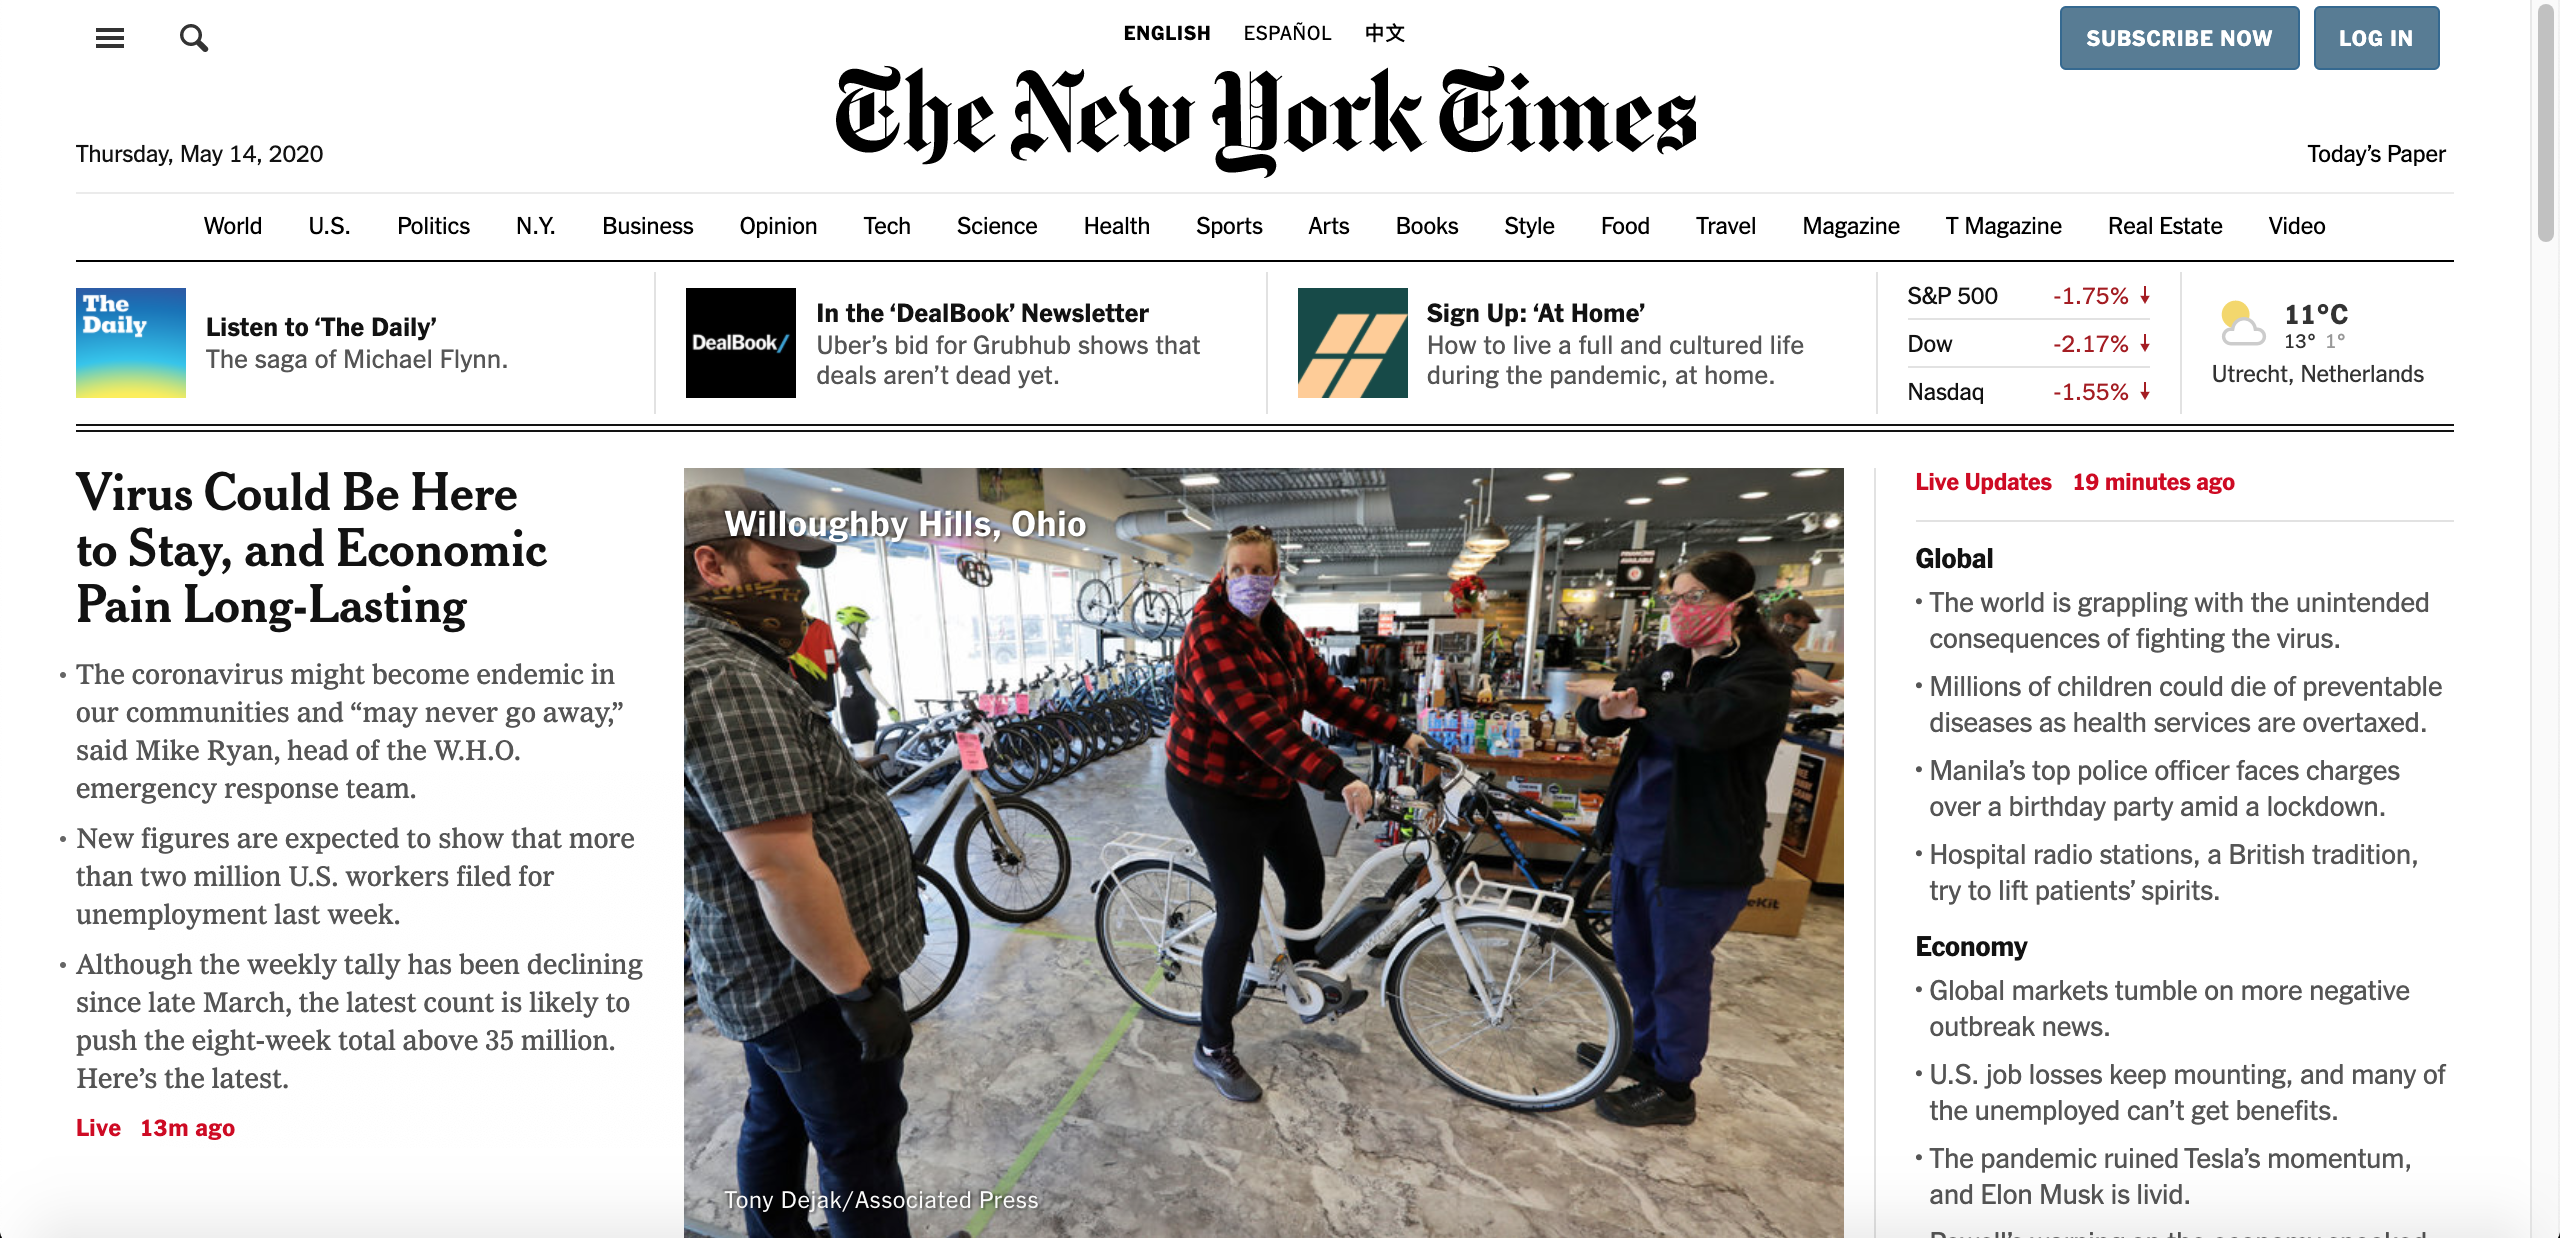 ENGLISH ESPAÑOL 中文
SUBSCRIBE NOW
LOG IN
The New York Times
Thursday, May 14, 2020
Today’s Paper
World U.S. Politics N.Y. Business Opinion Tech Science Health Sports Arts Books Style Food Travel Magazine T Magazine Real Estate Video
The
Daily
Listen to ‘The Daily’
The saga of Michael Flynn.
DealBook/
In the ‘DealBook’ Newsletter
Uber’s bid for Grubhub shows that
deals aren’t dead yet.
Sign Up: ‘At Home’
How to live a full and cultured life
during the pandemic, at home.
S&P 500 -1.75% ↓
Dow -2.17% ↓
Nasdaq -1.55% ↓
11°C
13° 1°
Utrecht, Netherlands
Virus Could Be Here
to Stay, and Economic
Pain Long-Lasting
• The coronavirus might become endemic in
our communities and “may never go away,”
said Mike Ryan, head of the W.H.O.
emergency response team.
• New figures are expected to show that more
than two million U.S. workers filed for
unemployment last week.
• Although the weekly tally has been declining
since late March, the latest count is likely to
push the eight-week total above 35 million.
Here’s the latest.
Live 13m ago
Willoughby Hills, Ohio
Tony Dejak/Associated Press
Live Updates 19 minutes ago
Global
• The world is grappling with the unintended
consequences of fighting the virus.
• Millions of children could die of preventable
diseases as health services are overtaxed.
• Manila’s top police officer faces charges
over a birthday party amid a lockdown.
• Hospital radio stations, a British tradition,
try to lift patients’ spirits.
Economy
• Global markets tumble on more negative
outbreak news.
• U.S. job losses keep mounting, and many of
the unemployed can’t get benefits.
• The pandemic ruined Tesla’s momentum,
and Elon Musk is livid.